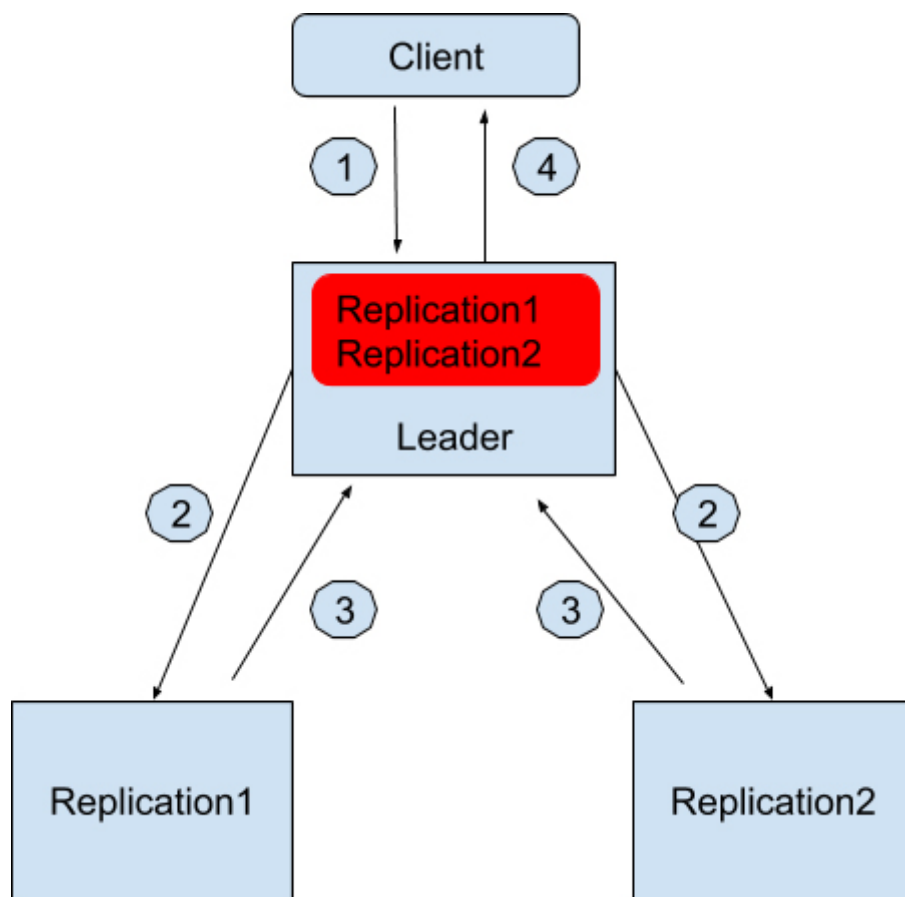 Client
1
4
Replication1
Replication2
Leader
2
2
3
3
Replication1
Replication2